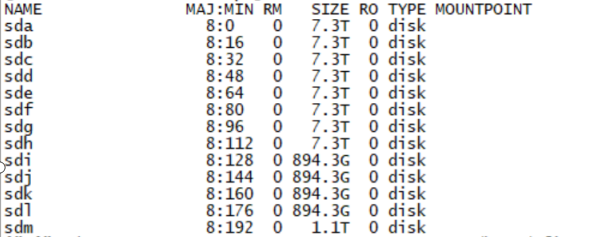 NAME MAJ:MIN RM SIZE RO TYPE MOUNTPOINT
sda 8:0 0 7.3T 0 disk
sdb 8:16 0 7.3T 0 disk
sdc 8:32 0 7.3T 0 disk
sdd 8:48 0 7.3T 0 disk
sde 8:64 0 7.3T 0 disk
sdf 8:80 0 7.3T 0 disk
sdg 8:96 0 7.3T 0 disk
sdh 8:112 0 7.3T 0 disk
sdi 8:128 0 894.3G 0 disk
sdj 8:144 0 894.3G 0 disk
sdk 8:160 0 894.3G 0 disk
sdl 8:176 0 894.3G 0 disk
sdm 8:192 0 1.1T 0 disk